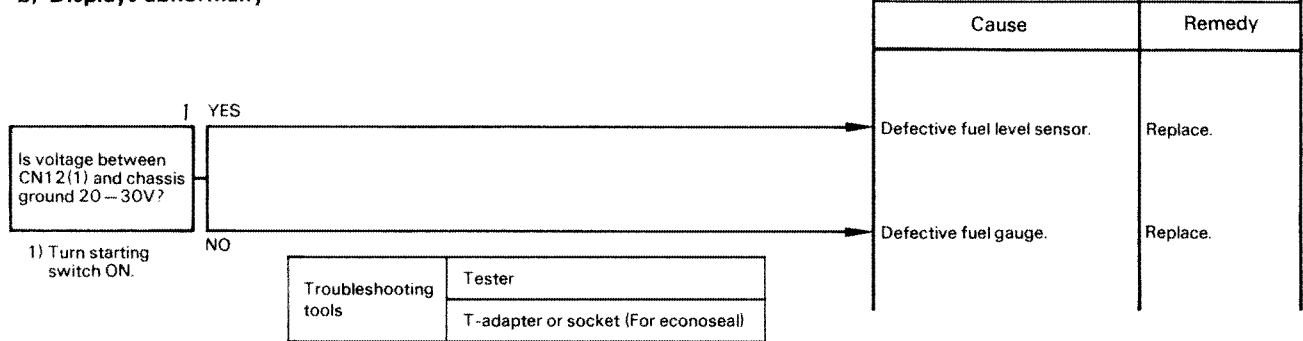 b) Displays abnormally
Cause
Remedy
1 YES
Is voltage between
CN12(1) and chassis
ground 20 — 30V?
Defective fuel level sensor.
Replace.
NO
Defective fuel gauge.
Replace.
1) Turn starting
switch ON.
Troubleshooting
tools
Tester
T-adapter or socket (For econoseal)